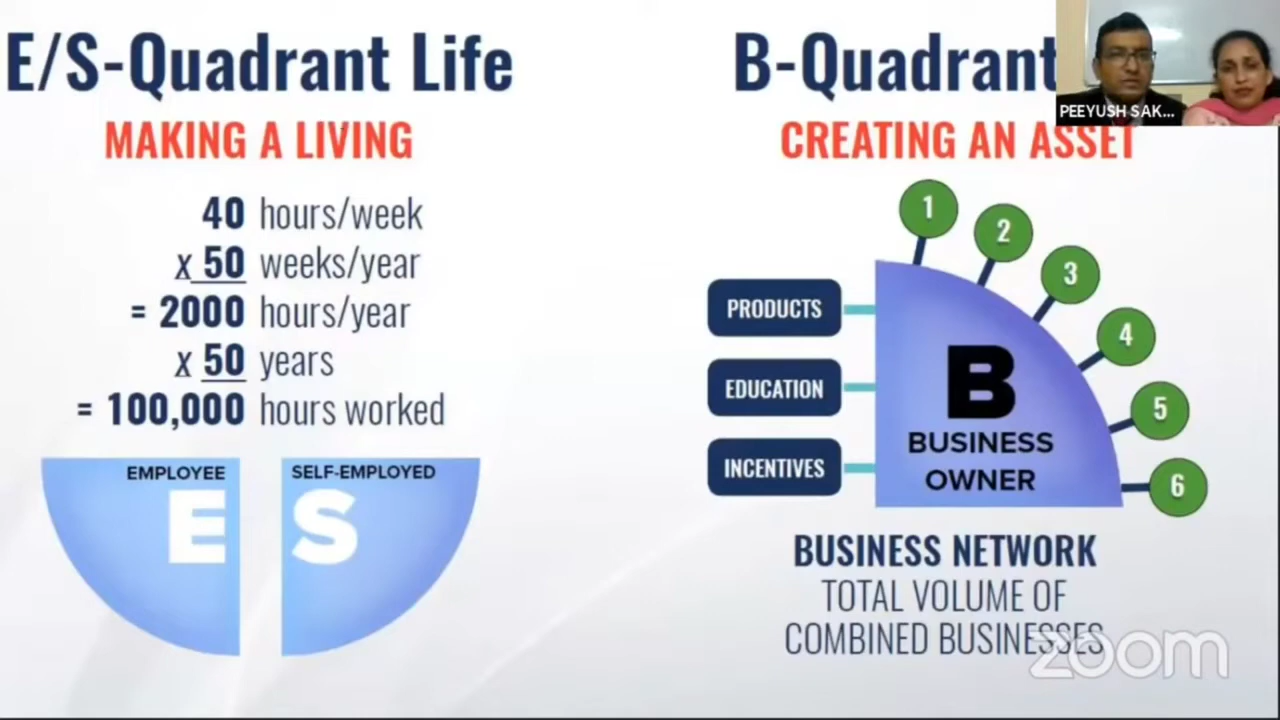 E/S-Quadrant Life
MAKING A LIVING
40 hours/week
x 50 weeks/year
= 2000 hours/year
x 50 years
= 100,000 hours worked
EMPLOYEE
E
SELF-EMPLOYED
S
B-Quadrant
CREATING AN ASSET
PRODUCTS
EDUCATION
INCENTIVES
1
2
3
4
5
6
B
BUSINESS
OWNER
BUSINESS NETWORK
TOTAL VOLUME OF
COMBINED BUSINESSES
PEEYUSH SAK...
zoom